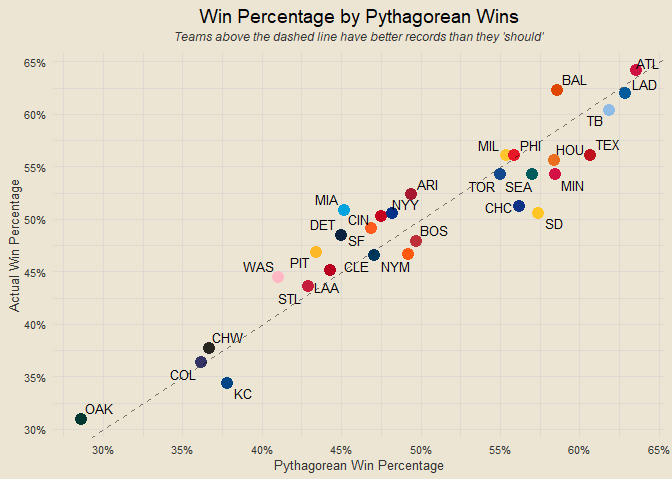 Win Percentage by Pythagorean Wins
Teams above the dashed line have better records than they 'should'
65%
60%
55%
50%
45%
40%
35%
30%
Actual Win Percentage
ATL
BAL
LAD
TB
MIL
PHI
HOU
TEX
TOR
SEA
MIN
ARI
MIA
NYY
CHC
SD
CIN
DET
BOS
SF
PIT
WAS
CLE
NYM
LAA
STL
CHW
COL
KC
OAK
30%
35%
40%
45%
50%
55%
60%
65%
Pythagorean Win Percentage